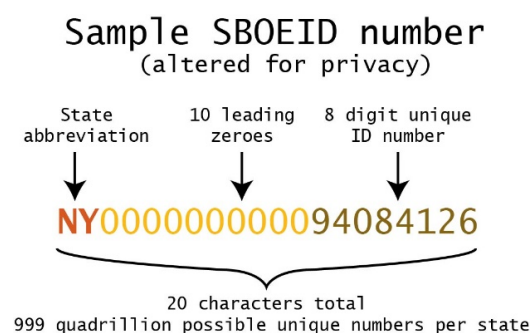 Sample SBOEID number
(altered for privacy)
State abbreviation
10 leading zeroes
8 digit unique ID number
NY000000000094084126
20 characters total
999 quadrillion possible unique numbers per state